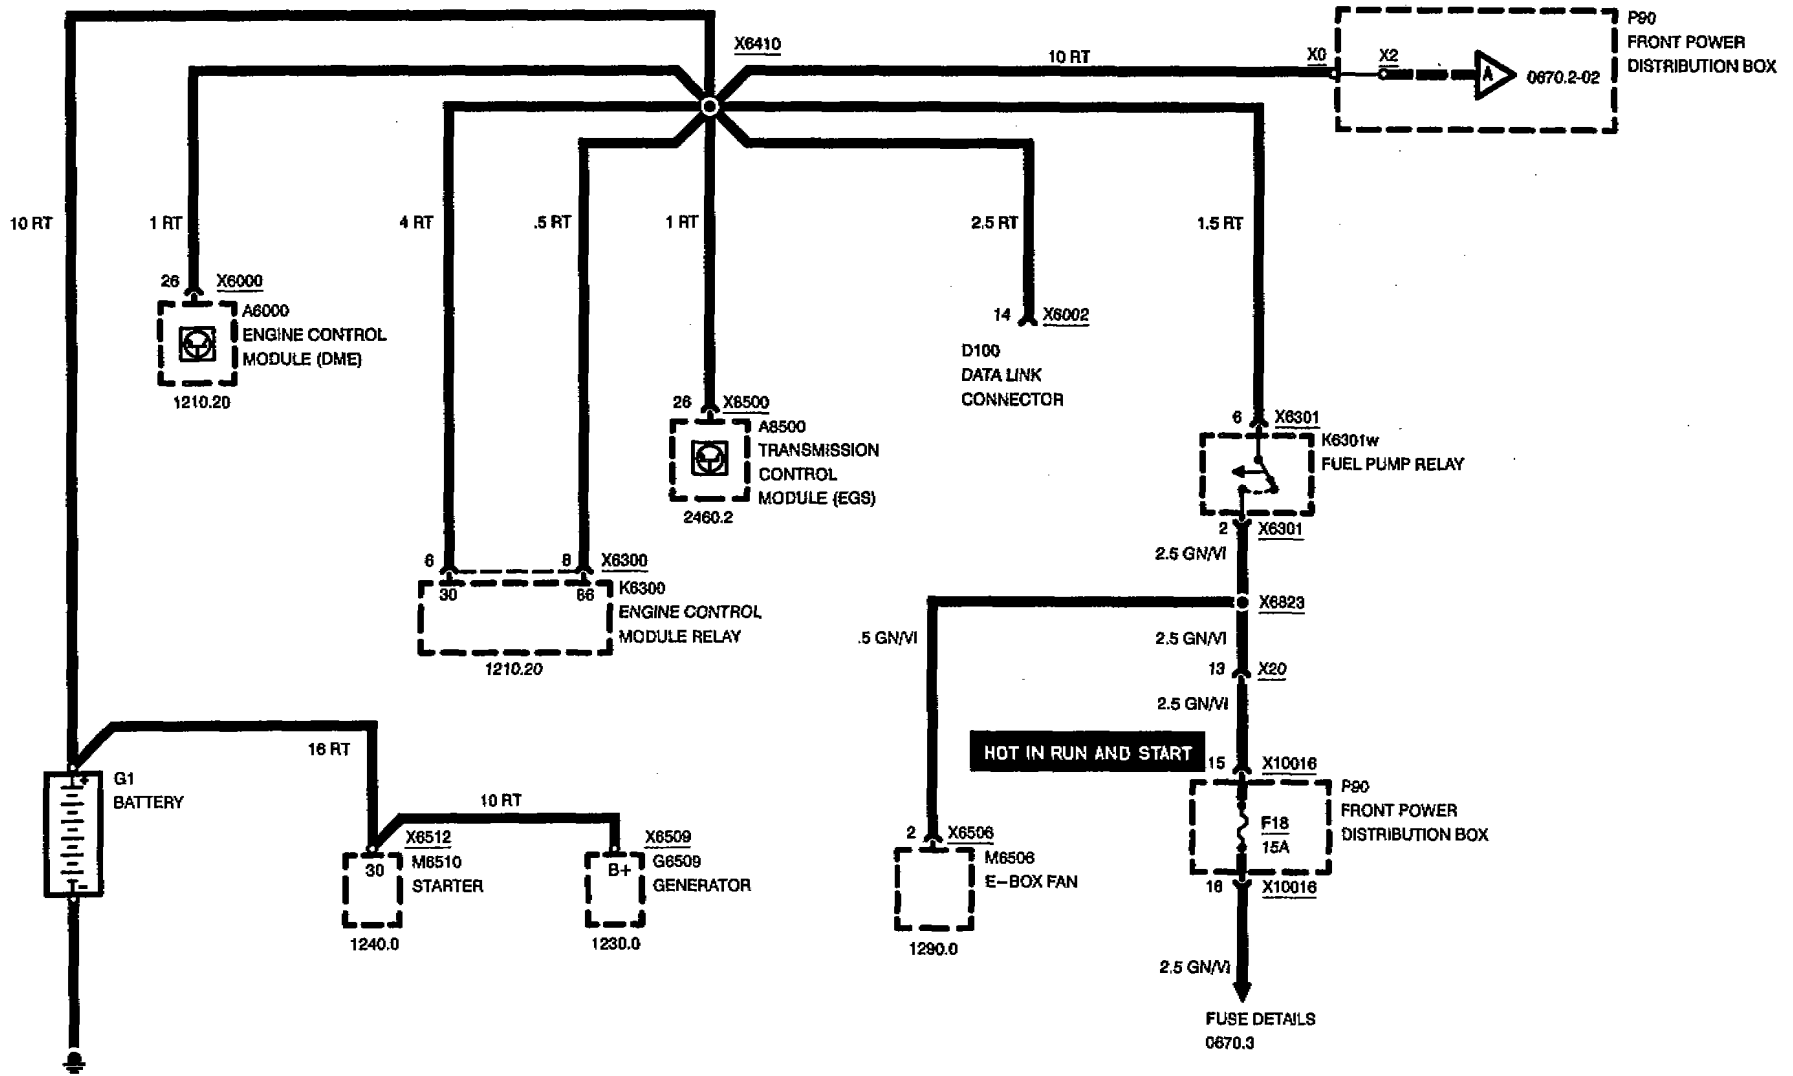 P90
FRONT POWER
DISTRIBUTION BOX
X6410
10 RT
X0
X2
A
0670.2-02
10 RT
1 RT
4 RT
.5 RT
1 RT
2.5 RT
1.5 RT
26
X6000
A6000
ENGINE CONTROL
MODULE (DME)
1210.20
14
X6002
D100
DATA LINK
CONNECTOR
26
X8500
A8500
TRANSMISSION
CONTROL
MODULE (EGS)
2460.2
6
X6301
K6301w
FUEL PUMP RELAY
2
X6301
2.5 GN/VI
6
8
X6300
30
86
K6300
ENGINE CONTROL
MODULE RELAY
1210.20
X6823
.5 GN/VI
2.5 GN/VI
13
X20
2.5 GN/VI
HOT IN RUN AND START
15
X10016
P90
FRONT POWER
DISTRIBUTION BOX
F18
15A
16
X10016
2.5 GN/VI
FUSE DETAILS
0670.3
16 RT
+
-
G1
BATTERY
10 RT
X6512
30
M6510
STARTER
1240.0
X6509
B+
G6509
GENERATOR
1230.0
2
X6506
M6506
E-BOX FAN
1290.0